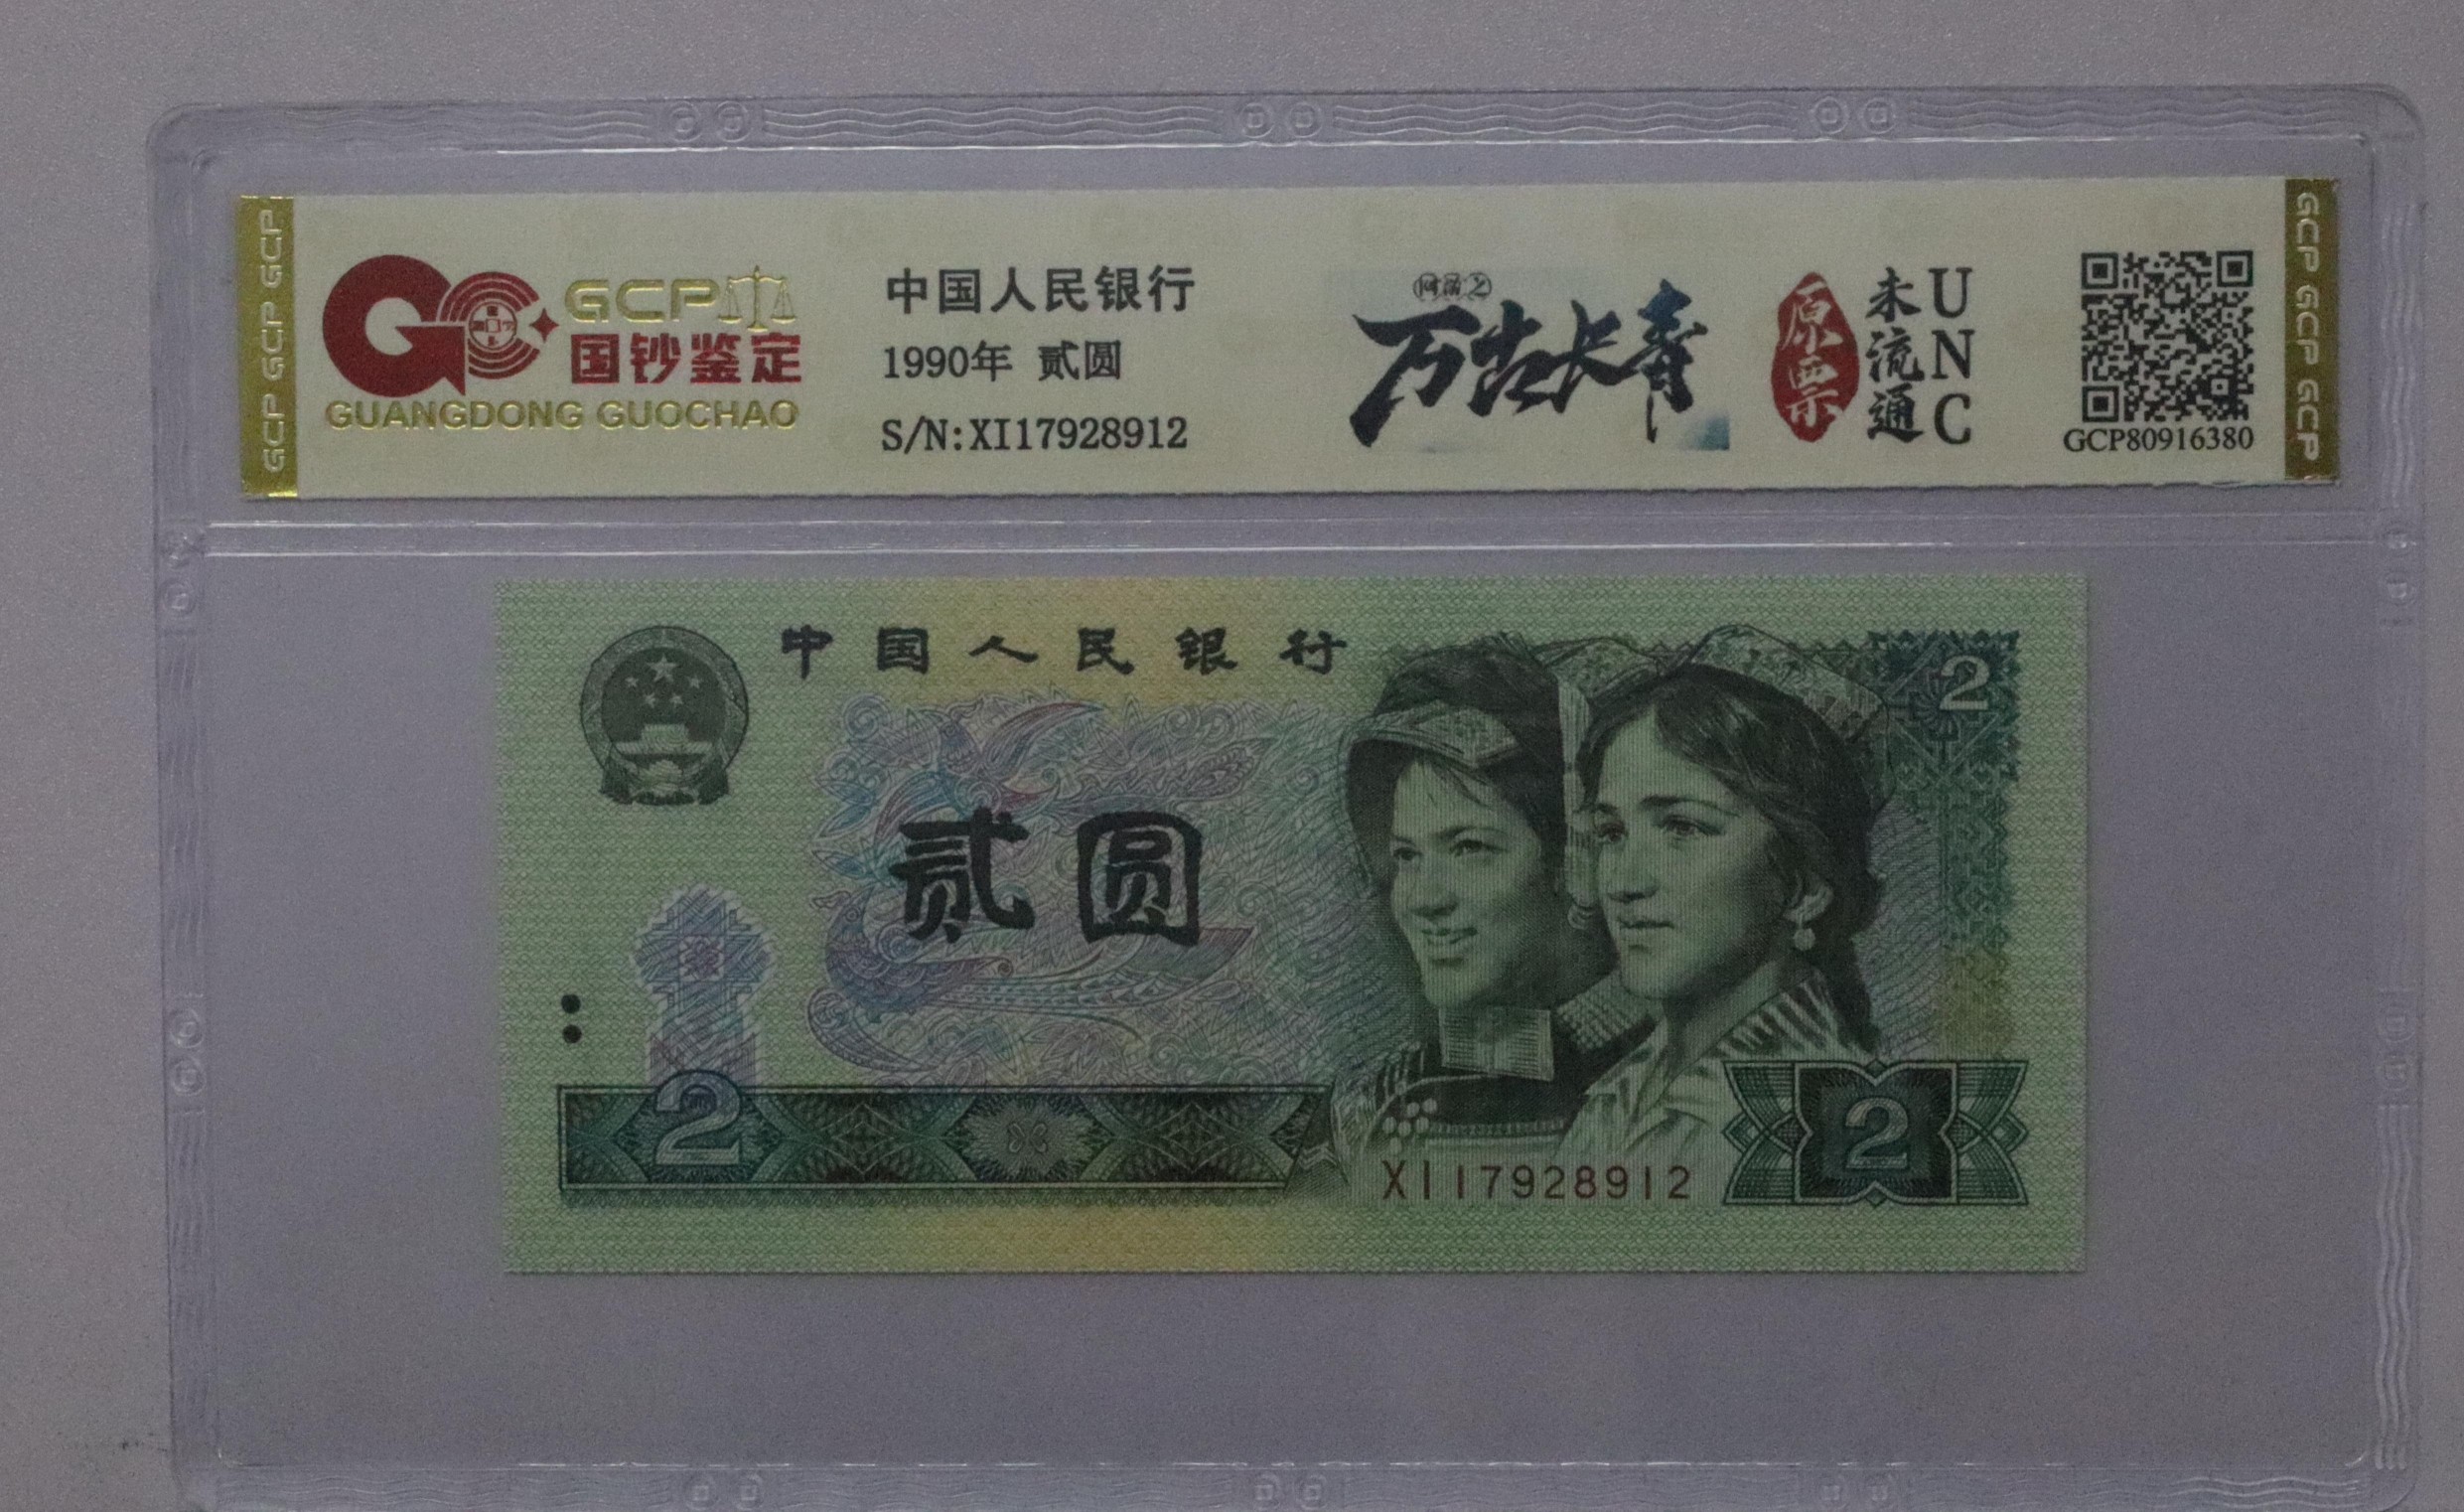 GCP GCP GCP
GCP
国钞鉴定
GUANGDONG GUOCHAO
中国人民银行
1990年 贰圆
S/N:XI17928912
万古长青
原票
未流通
UNC
GCP80916380
GCP GCP GCP
中国人民银行
2
贰圆
2
XI17928912
2